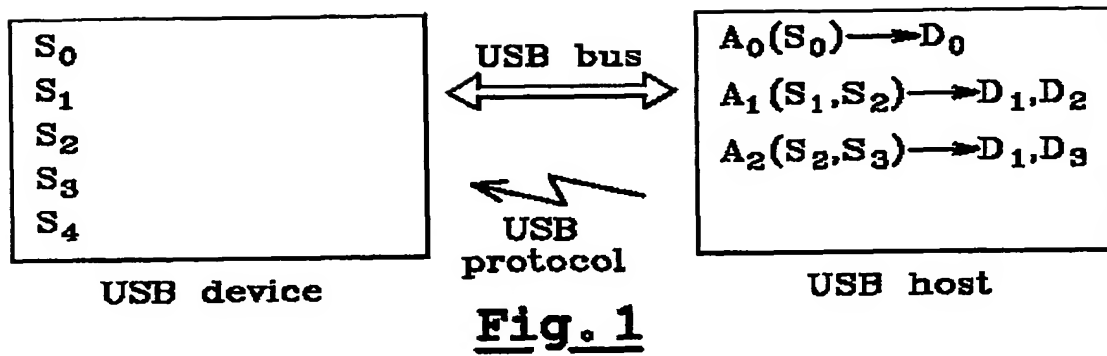 S₀
S₁
S₂
S₃
S₄
USB device
USB bus
USB
protocol
A₀(S₀)→D₀
A₁(S₁,S₂)→D₁,D₂
A₂(S₂,S₃)→D₁,D₃
USB host
Fig. 1